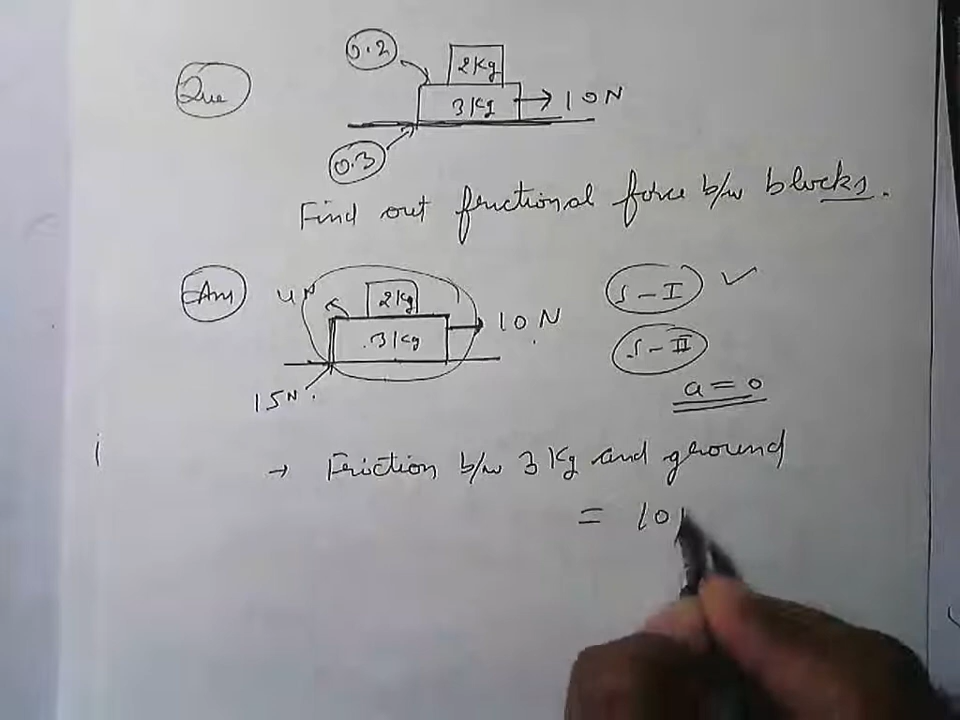 Que
0.2
2Kg
3Kg → 10N
0.3
Find out frictional force b/w blocks.
Ans
4N
2Kg
3Kg → 10N
15N.
S-I ✓
S-II
a = 0
→ Friction b/w 3Kg and ground
= 10